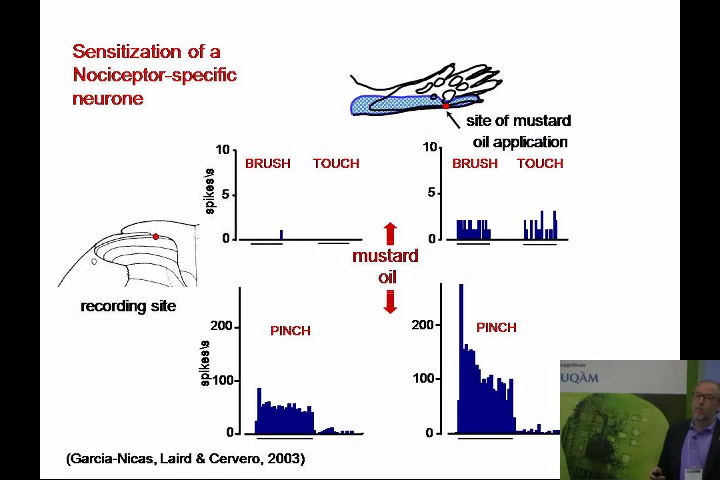 Sensitization of a
Nociceptor-specific
neurone
site of mustard
oil application
10
BRUSH
TOUCH
5
0
spikes\s
10
BRUSH
TOUCH
5
0
mustard
oil
recording site
200
PINCH
100
0
spikes\s
200
PINCH
100
0
(Garcia-Nicas, Laird & Cervero, 2003)
cognitives
UQÀM